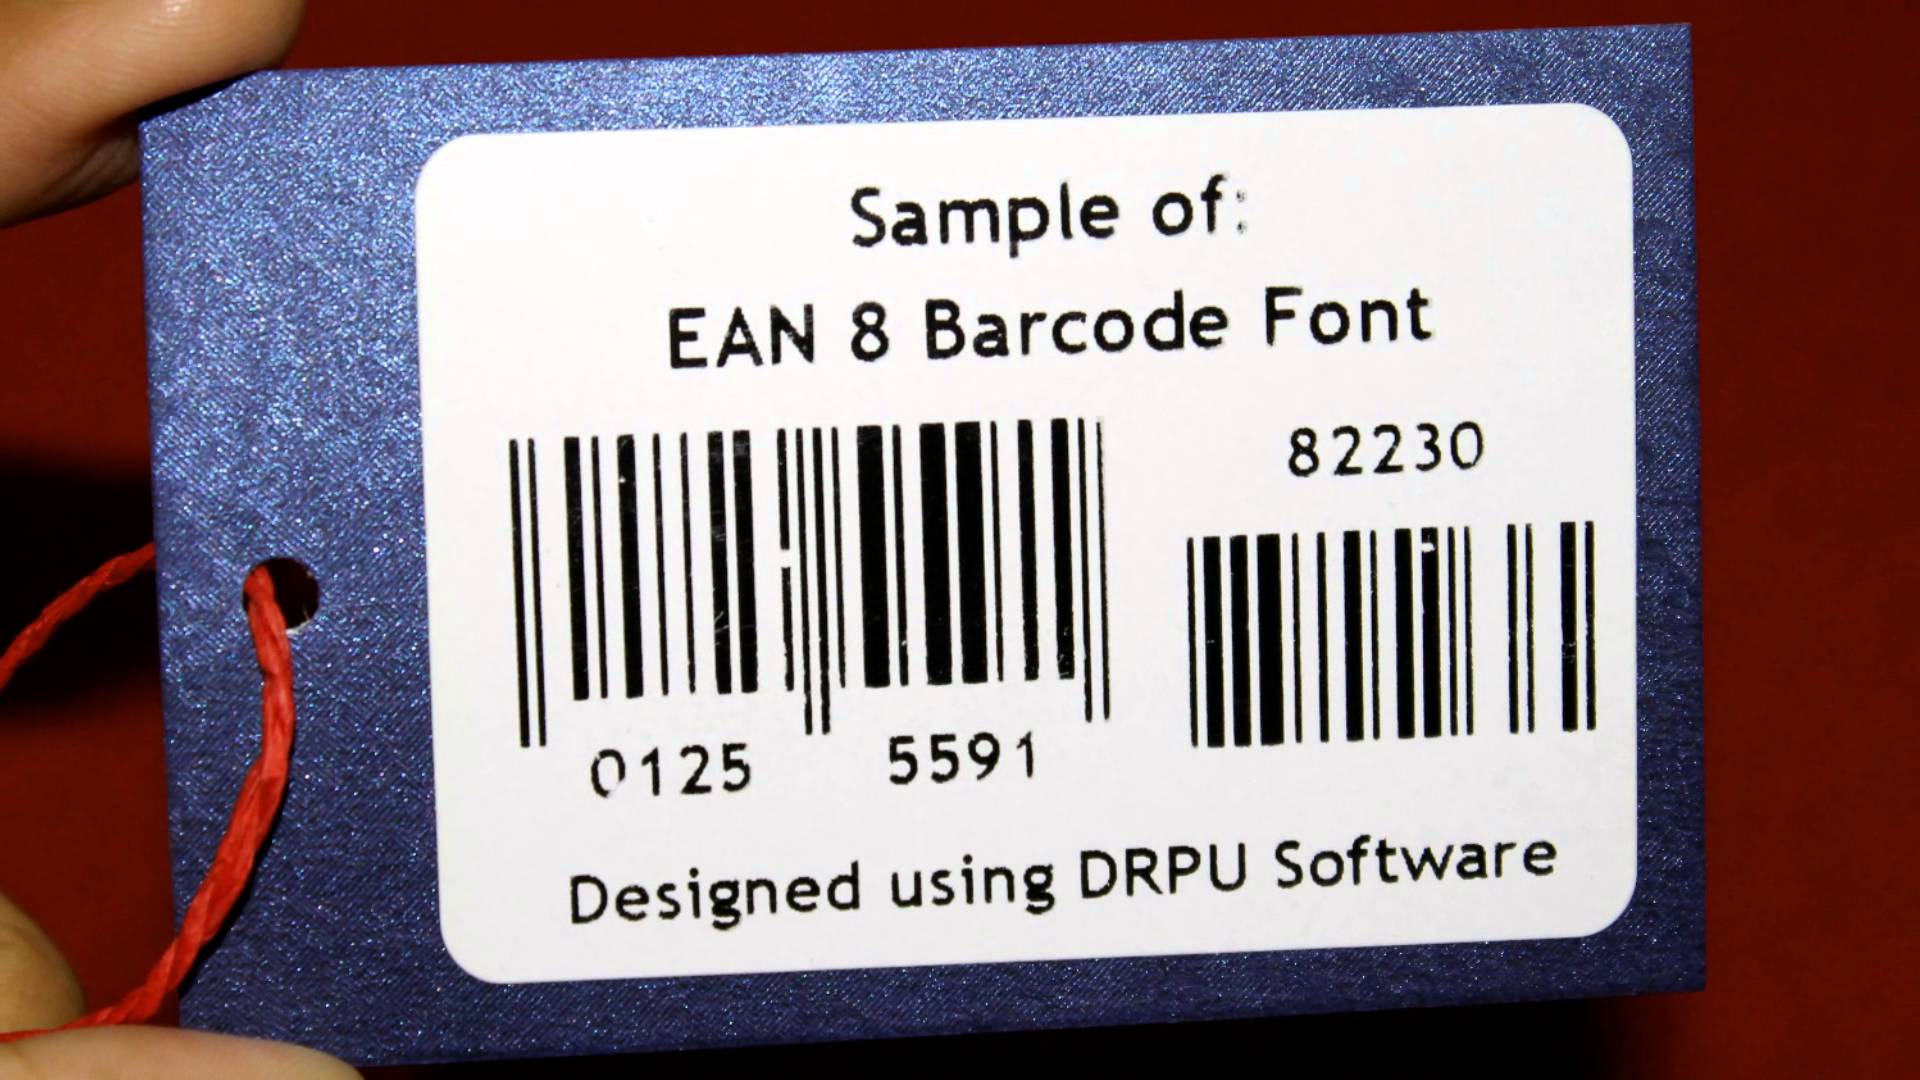 Sample of:
EAN 8 Barcode Font
82230
0125 5591
Designed using DRPU Software